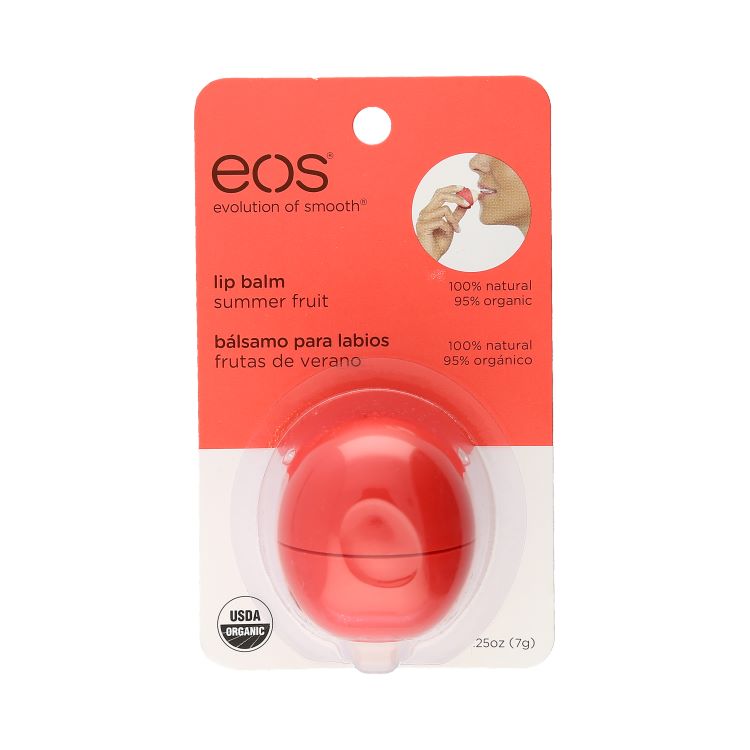 eos®
evolution of smooth®
lip balm
summer fruit
100% natural
95% organic
bálsamo para labios
frutas de verano
100% natural
95% orgánico
USDA
ORGANIC
.25oz (7g)